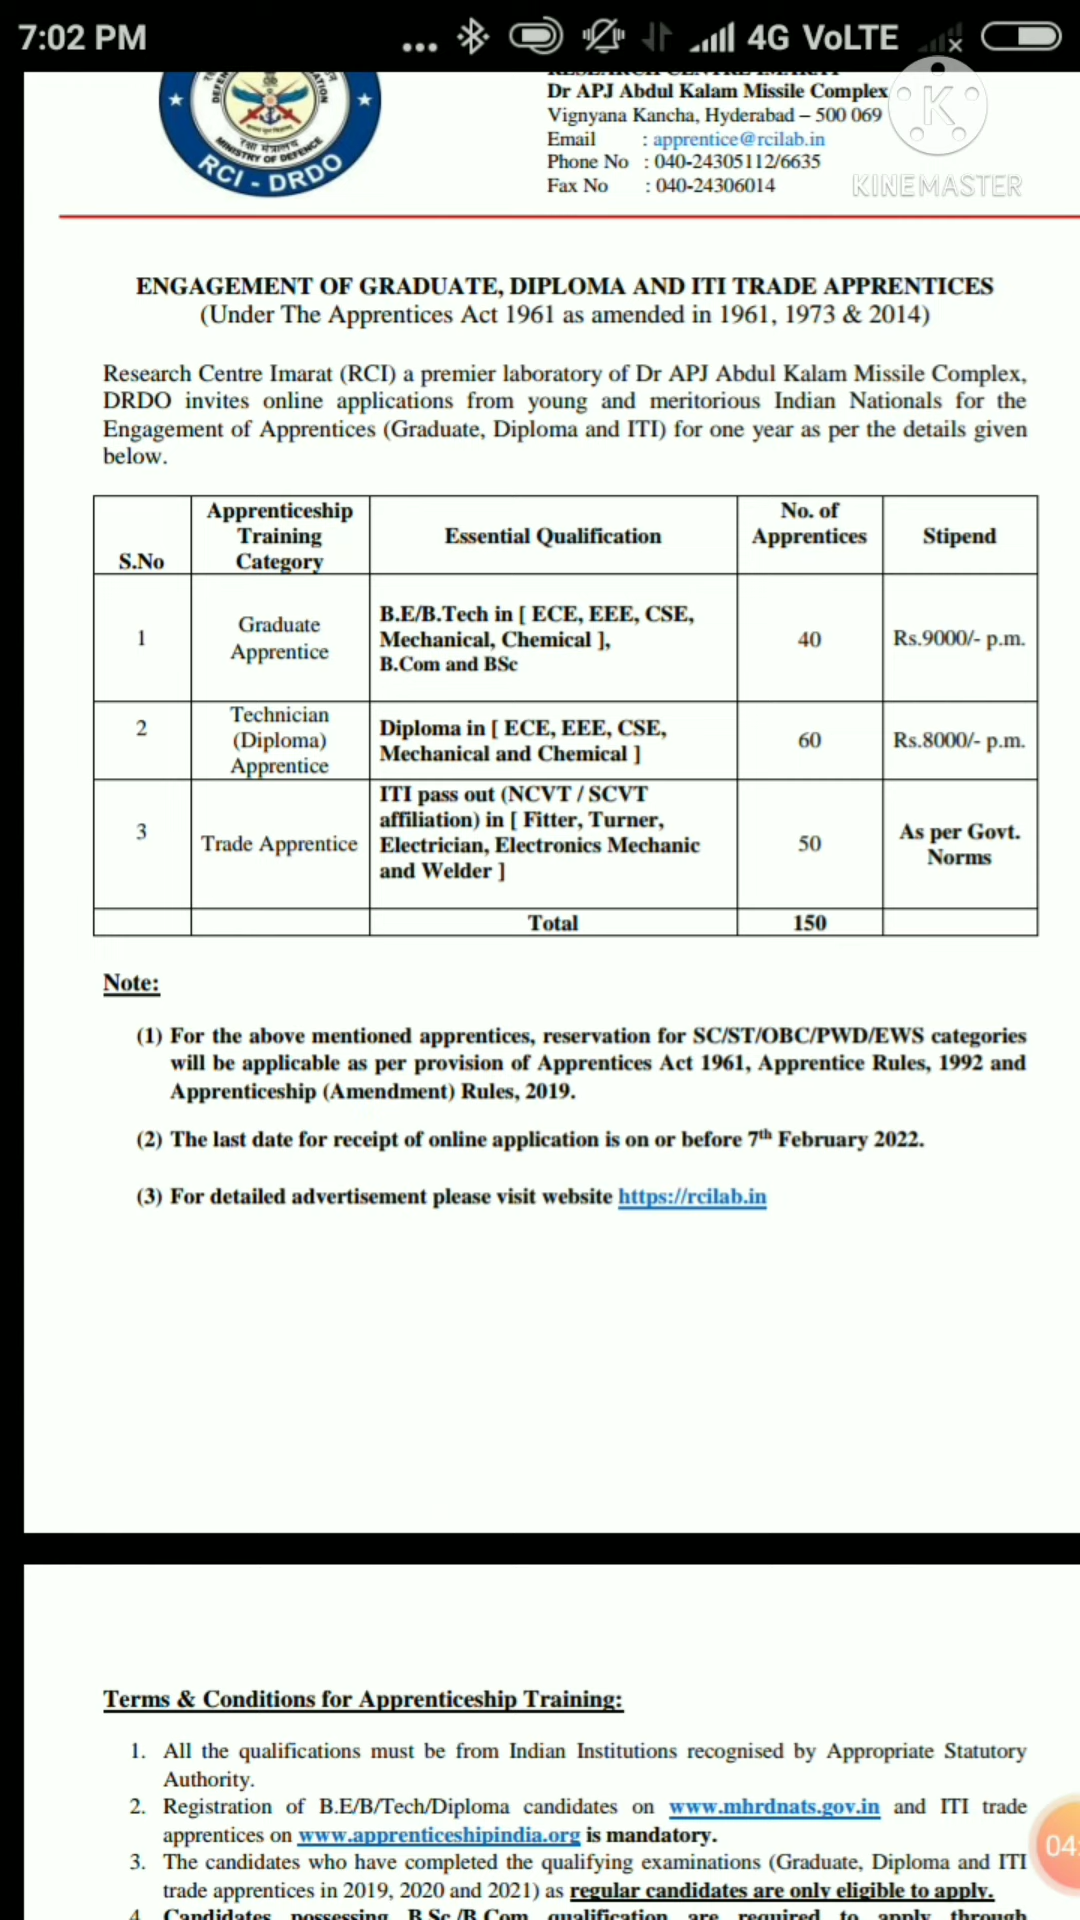 7:02 PM
... 4G VoLTE
RESEARCH CENTRE IMARAT
Dr APJ Abdul Kalam Missile Complex
Vignyana Kancha, Hyderabad – 500 069
Email : apprentice@rcilab.in
Phone No : 040-24305112/6635
Fax No : 040-24306014
K
KINEMASTER
MINISTRY OF DEFENCE
RCI - DRDO
ENGAGEMENT OF GRADUATE, DIPLOMA AND ITI TRADE APPRENTICES
(Under The Apprentices Act 1961 as amended in 1961, 1973 & 2014)
Research Centre Imarat (RCI) a premier laboratory of Dr APJ Abdul Kalam Missile Complex,
DRDO invites online applications from young and meritorious Indian Nationals for the
Engagement of Apprentices (Graduate, Diploma and ITI) for one year as per the details given
below.
S.No
Apprenticeship
Training
Category
Essential Qualification
No. of
Apprentices
Stipend
1
Graduate
Apprentice
B.E/B.Tech in [ ECE, EEE, CSE,
Mechanical, Chemical ],
B.Com and BSc
40
Rs.9000/- p.m.
2
Technician
(Diploma)
Apprentice
Diploma in [ ECE, EEE, CSE,
Mechanical and Chemical ]
60
Rs.8000/- p.m.
3
Trade Apprentice
ITI pass out (NCVT / SCVT
affiliation) in [ Fitter, Turner,
Electrician, Electronics Mechanic
and Welder ]
50
As per Govt.
Norms
Total
150
Note:
(1) For the above mentioned apprentices, reservation for SC/ST/OBC/PWD/EWS categories
will be applicable as per provision of Apprentices Act 1961, Apprentice Rules, 1992 and
Apprenticeship (Amendment) Rules, 2019.
(2) The last date for receipt of online application is on or before 7th February 2022.
(3) For detailed advertisement please visit website https://rcilab.in
Terms & Conditions for Apprenticeship Training:
1. All the qualifications must be from Indian Institutions recognised by Appropriate Statutory
Authority.
2. Registration of B.E/B/Tech/Diploma candidates on www.mhrdnats.gov.in and ITI trade
apprentices on www.apprenticeshipindia.org is mandatory.
04:
3. The candidates who have completed the qualifying examinations (Graduate, Diploma and ITI
trade apprentices in 2019, 2020 and 2021) as regular candidates are only eligible to apply.
4. Candidates possessing B.Sc./B.Com qualification are required to apply through